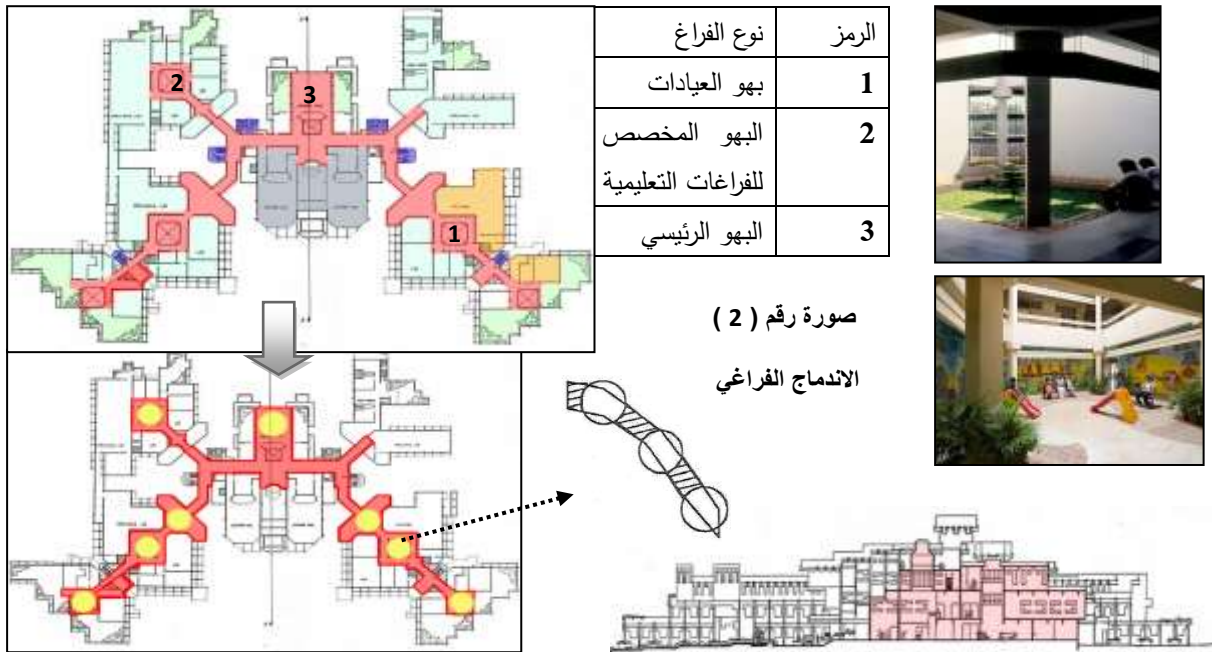 الرمز نوع الفراغ
1 بهو العيادات
2 البهو المخصص
للفراغات التعليمية
3 البهو الرئيسي
2
3
1
صورة رقم ( 2 )
الاندماج الفراغي